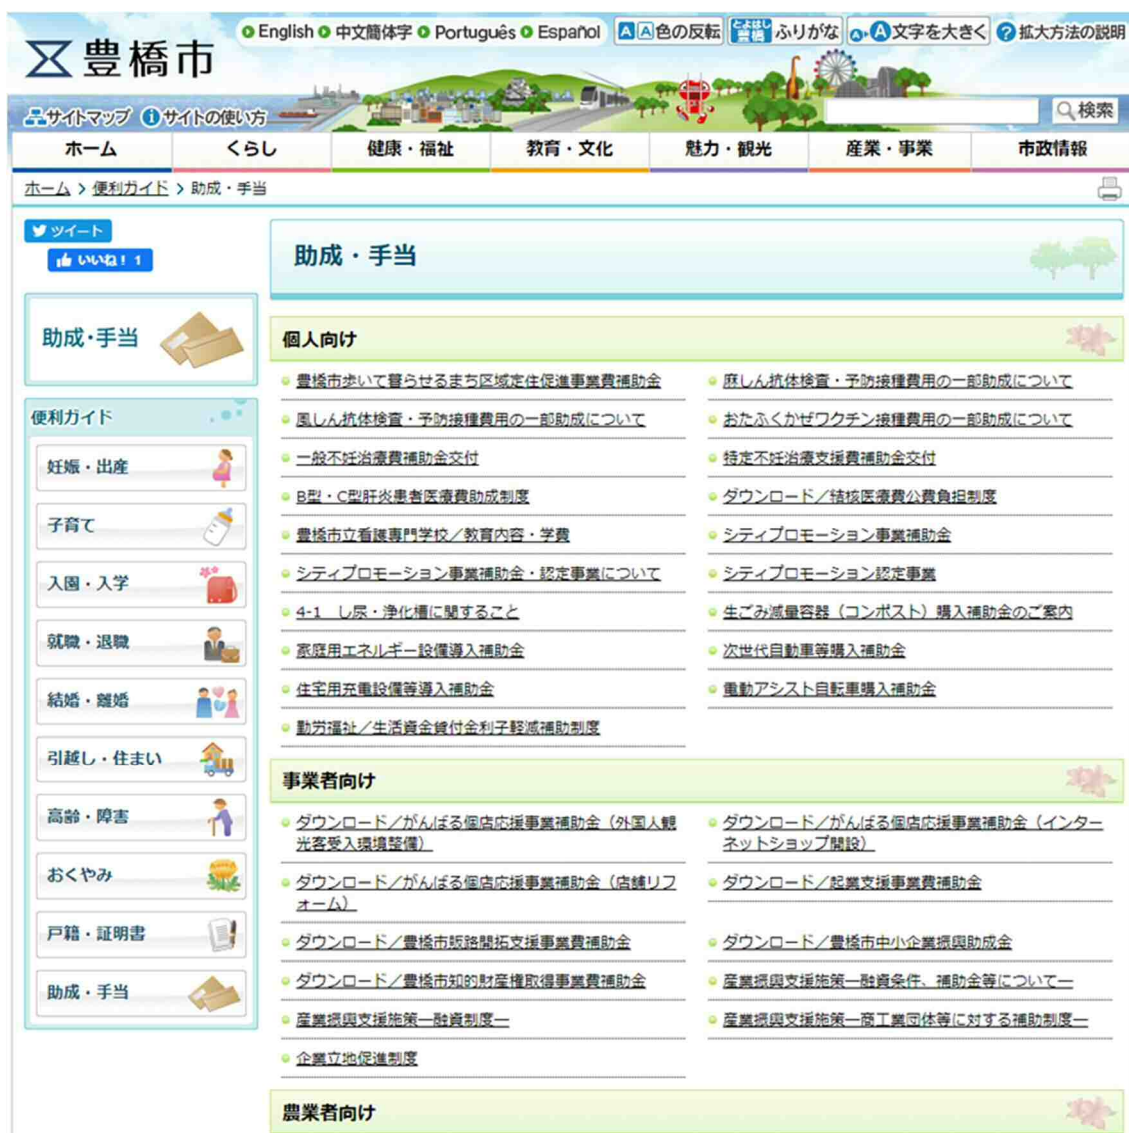 English 中文簡体字 Português Español A A 色の反転 とよはし 豊橋 ふりがな A A 文字を大きく ? 拡大方法の説明
豊橋市
サイトマップ サイトの使い方 検索
ホーム くらし 健康・福祉 教育・文化 魅力・観光 産業・事業 市政情報
ホーム > 便利ガイド > 助成・手当
ツイート
いいね! 1
助成・手当
助成・手当
便利ガイド
妊娠・出産
子育て
入園・入学
就職・退職
結婚・離婚
引越し・住まい
高齢・障害
おくやみ
戸籍・証明書
助成・手当
個人向け
豊橋市歩いて暮らせるまち区域定住促進事業費補助金 麻しん抗体検査・予防接種費用の一部助成について
風しん抗体検査・予防接種費用の一部助成について おたふくかぜワクチン接種費用の一部助成について
一般不妊治療費補助金交付 特定不妊治療支援費補助金交付
B型・C型肝炎患者医療費助成制度 ダウンロード/結核医療費公費負担制度
豊橋市立看護専門学校/教育内容・学費 シティプロモーション事業補助金
シティプロモーション事業補助金・認定事業について シティプロモーション認定事業
4-1 し尿・浄化槽に関すること 生ごみ減量容器(コンポスト)購入補助金のご案内
家庭用エネルギー設備導入補助金 次世代自動車等購入補助金
住宅用充電設備等導入補助金 電動アシスト自転車購入補助金
勤労福祉/生活資金貸付金利子軽減補助制度
事業者向け
ダウンロード/がんばる個店応援事業補助金(外国人観 ダウンロード/がんばる個店応援事業補助金(インター
光客受入環境整備) ネットショップ開設)
ダウンロード/がんばる個店応援事業補助金(店舗リフ ダウンロード/起業支援事業費補助金
ォーム)
ダウンロード/豊橋市販路開拓支援事業費補助金 ダウンロード/豊橋市中小企業振興助成金
ダウンロード/豊橋市知的財産権取得事業費補助金 産業振興支援施策―融資条件、補助金等について―
産業振興支援施策―融資制度― 産業振興支援施策―商工業団体等に対する補助制度―
企業立地促進制度
農業者向け